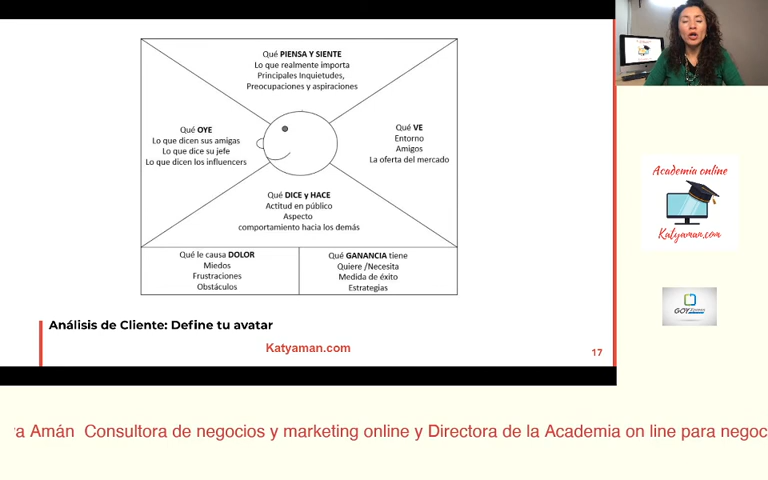 Qué PIENSA Y SIENTE
Lo que realmente importa
Principales Inquietudes,
Preocupaciones y aspiraciones
Qué OYE
Lo que dicen sus amigas
Lo que dice su jefe
Lo que dicen los influencers
Qué VE
Entorno
Amigos
La oferta del mercado
Qué DICE y HACE
Actitud en público
Aspecto
comportamiento hacia los demás
Qué le causa DOLOR
Miedos
Frustraciones
Obstáculos
Qué GANANCIA tiene
Quiere /Necesita
Medida de éxito
Estrategias
Análisis de Cliente: Define tu avatar
Katyaman.com
17
Academia online
Katyaman.com
a Amán Consultora de negocios y marketing online y Directora de la Academia on line para negoc